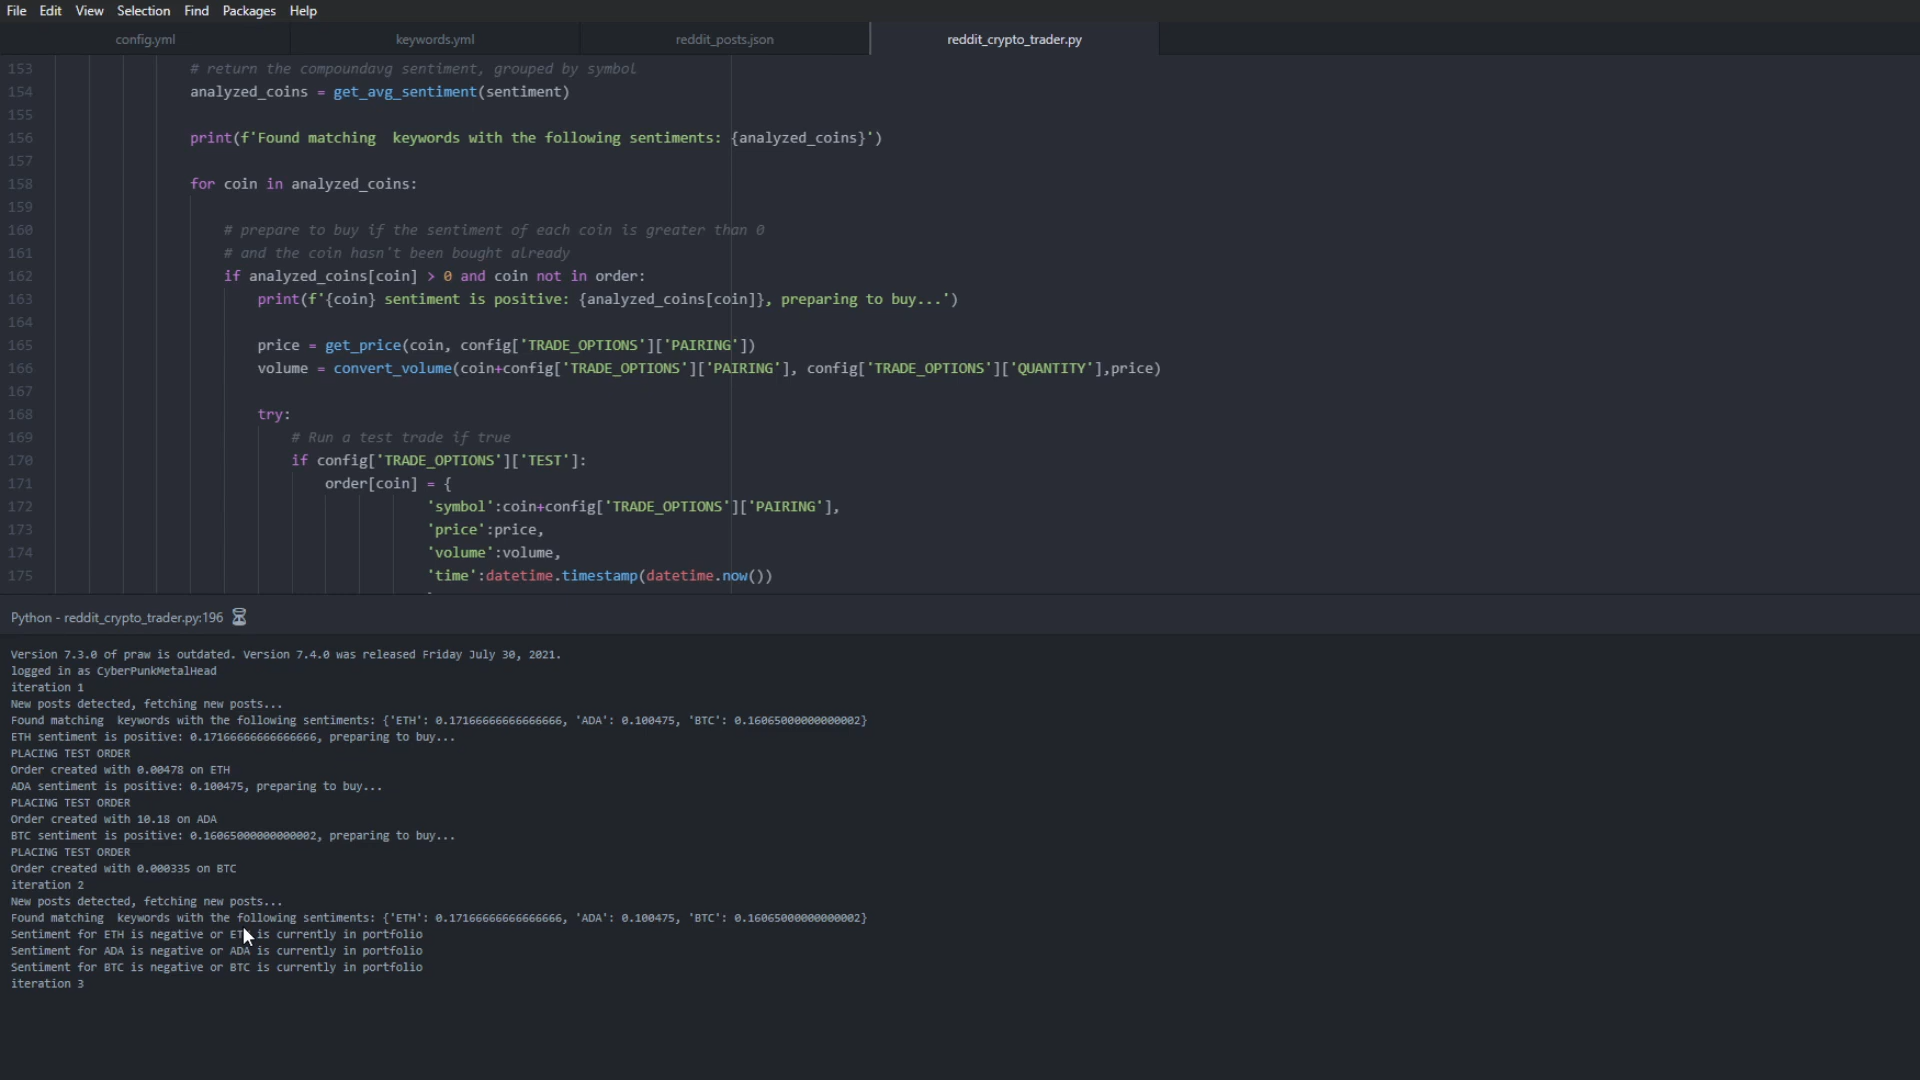 File Edit View Selection Find Packages Help
config.yml keywords.yml reddit_posts.json reddit_crypto_trader.py
153 # return the compoundavg sentiment, grouped by symbol
154 analyzed_coins = get_avg_sentiment(sentiment)
155
156 print(f'Found matching  keywords with the following sentiments: {analyzed_coins}')
157
158 for coin in analyzed_coins:
159
160 # prepare to buy if the sentiment of each coin is greater than 0
161 # and the coin hasn't been bought already
162 if analyzed_coins[coin] > 0 and coin not in order:
163 print(f'{coin} sentiment is positive: {analyzed_coins[coin]}, preparing to buy...')
164
165 price = get_price(coin, config['TRADE_OPTIONS']['PAIRING'])
166 volume = convert_volume(coin+config['TRADE_OPTIONS']['PAIRING'], config['TRADE_OPTIONS']['QUANTITY'],price)
167
168 try:
169 # Run a test trade if true
170 if config['TRADE_OPTIONS']['TEST']:
171 order[coin] = {
172 'symbol':coin+config['TRADE_OPTIONS']['PAIRING'],
173 'price':price,
174 'volume':volume,
175 'time':datetime.timestamp(datetime.now())
Python - reddit_crypto_trader.py:196
Version 7.3.0 of praw is outdated. Version 7.4.0 was released Friday July 30, 2021.
logged in as CyberPunkMetalHead
iteration 1
New posts detected, fetching new posts...
Found matching  keywords with the following sentiments: {'ETH': 0.17166666666666666, 'ADA': 0.100475, 'BTC': 0.16065000000000002}
ETH sentiment is positive: 0.17166666666666666, preparing to buy...
PLACING TEST ORDER
Order created with 0.00478 on ETH
ADA sentiment is positive: 0.100475, preparing to buy...
PLACING TEST ORDER
Order created with 10.18 on ADA
BTC sentiment is positive: 0.16065000000000002, preparing to buy...
PLACING TEST ORDER
Order created with 0.000335 on BTC
iteration 2
New posts detected, fetching new posts...
Found matching  keywords with the following sentiments: {'ETH': 0.17166666666666666, 'ADA': 0.100475, 'BTC': 0.16065000000000002}
Sentiment for ETH is negative or ETH is currently in portfolio
Sentiment for ADA is negative or ADA is currently in portfolio
Sentiment for BTC is negative or BTC is currently in portfolio
iteration 3